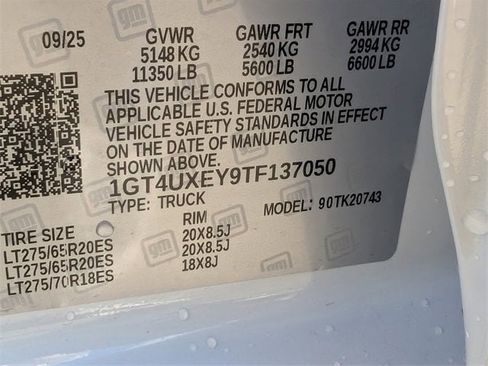 09/25 GVWR GAWR FRT GAWR RR
5148 KG 2540 KG 2994 KG
11350 LB 5600 LB 6600 LB
THIS VEHICLE CONFORMS TO ALL
APPLICABLE U.S. FEDERAL MOTOR
VEHICLE SAFETY STANDARDS IN EFFECT
ON THE DATE OF MANUFACTURE
1GT4UXEY9TF137050
TYPE: TRUCK MODEL: 90TK20743
TIRE SIZE RIM
LT275/65R20ES 20X8.5J
LT275/65R20ES 20X8.5J
LT275/70R18ES 18X8J
gm